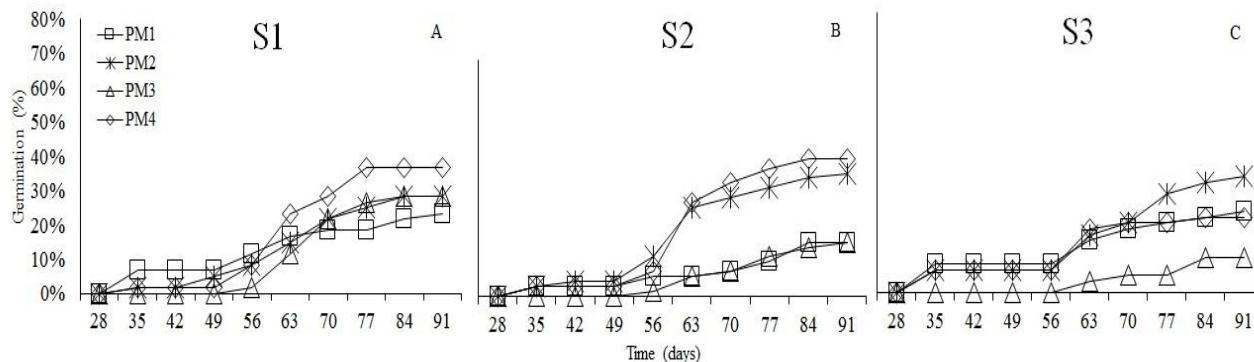 80%
70%
60%
50%
40%
30%
20%
10%
0%
Germination (%)
PM1
PM2
PM3
PM4
S1
A
28 35 42 49 56 63 70 77 84 91
S2
B
28 35 42 49 56 63 70 77 84 91
S3
C
28 35 42 49 56 63 70 77 84 91
Time (days)